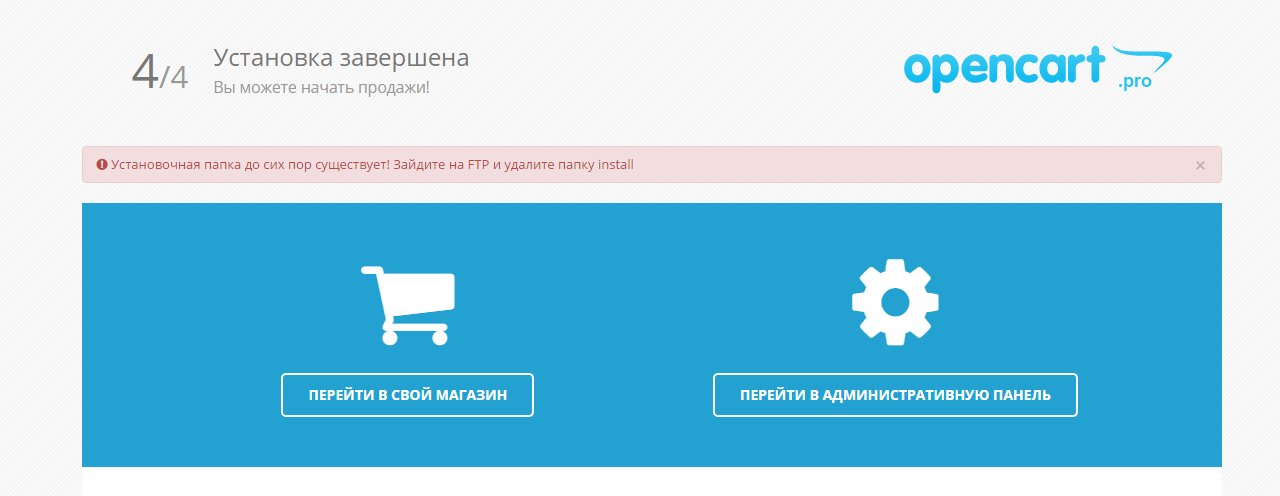 4/4
Установка завершена
Вы можете начать продажи!
opencart
.pro
Установочная папка до сих пор существует! Зайдите на FTP и удалите папку install
×
ПЕРЕЙТИ В СВОЙ МАГАЗИН
ПЕРЕЙТИ В АДМИНИСТРАТИВНУЮ ПАНЕЛЬ